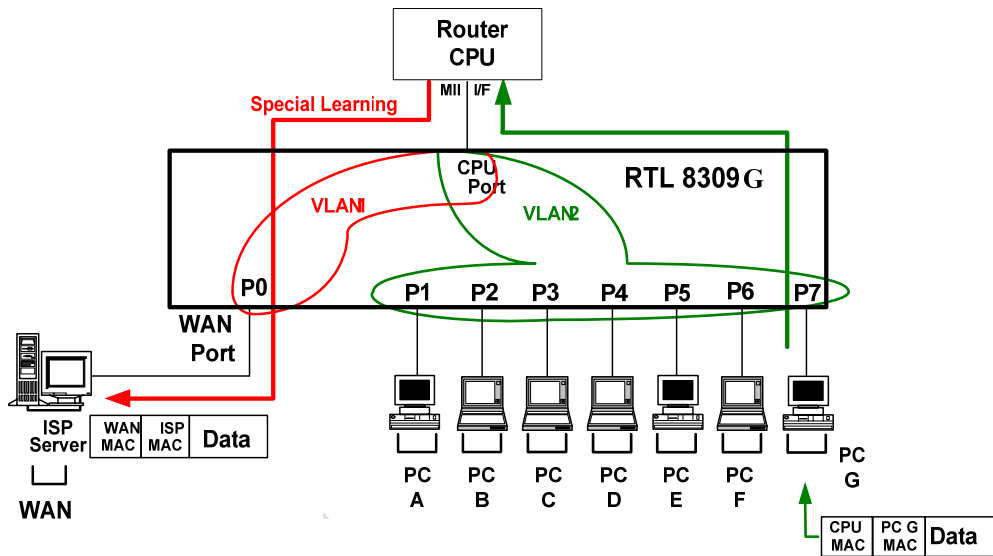 Router
CPU
MII I/F
Special Learning
CPU
Port
RTL 8309G
VLAN1
VLAN2
P0
P1
P2
P3
P4
P5
P6
P7
WAN
Port
ISP
Server
WAN
MAC
ISP
MAC
Data
WAN
PC
A
PC
B
PC
C
PC
D
PC
E
PC
F
PC
G
CPU
MAC
PC G
MAC
Data